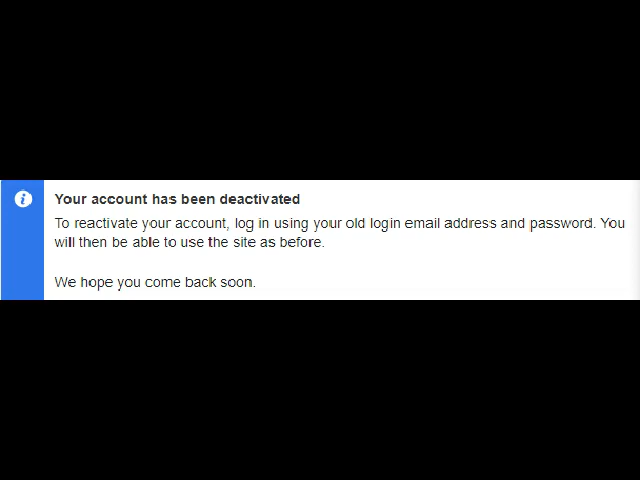 Your account has been deactivated
To reactivate your account, log in using your old login email address and password. You
will then be able to use the site as before.
We hope you come back soon.